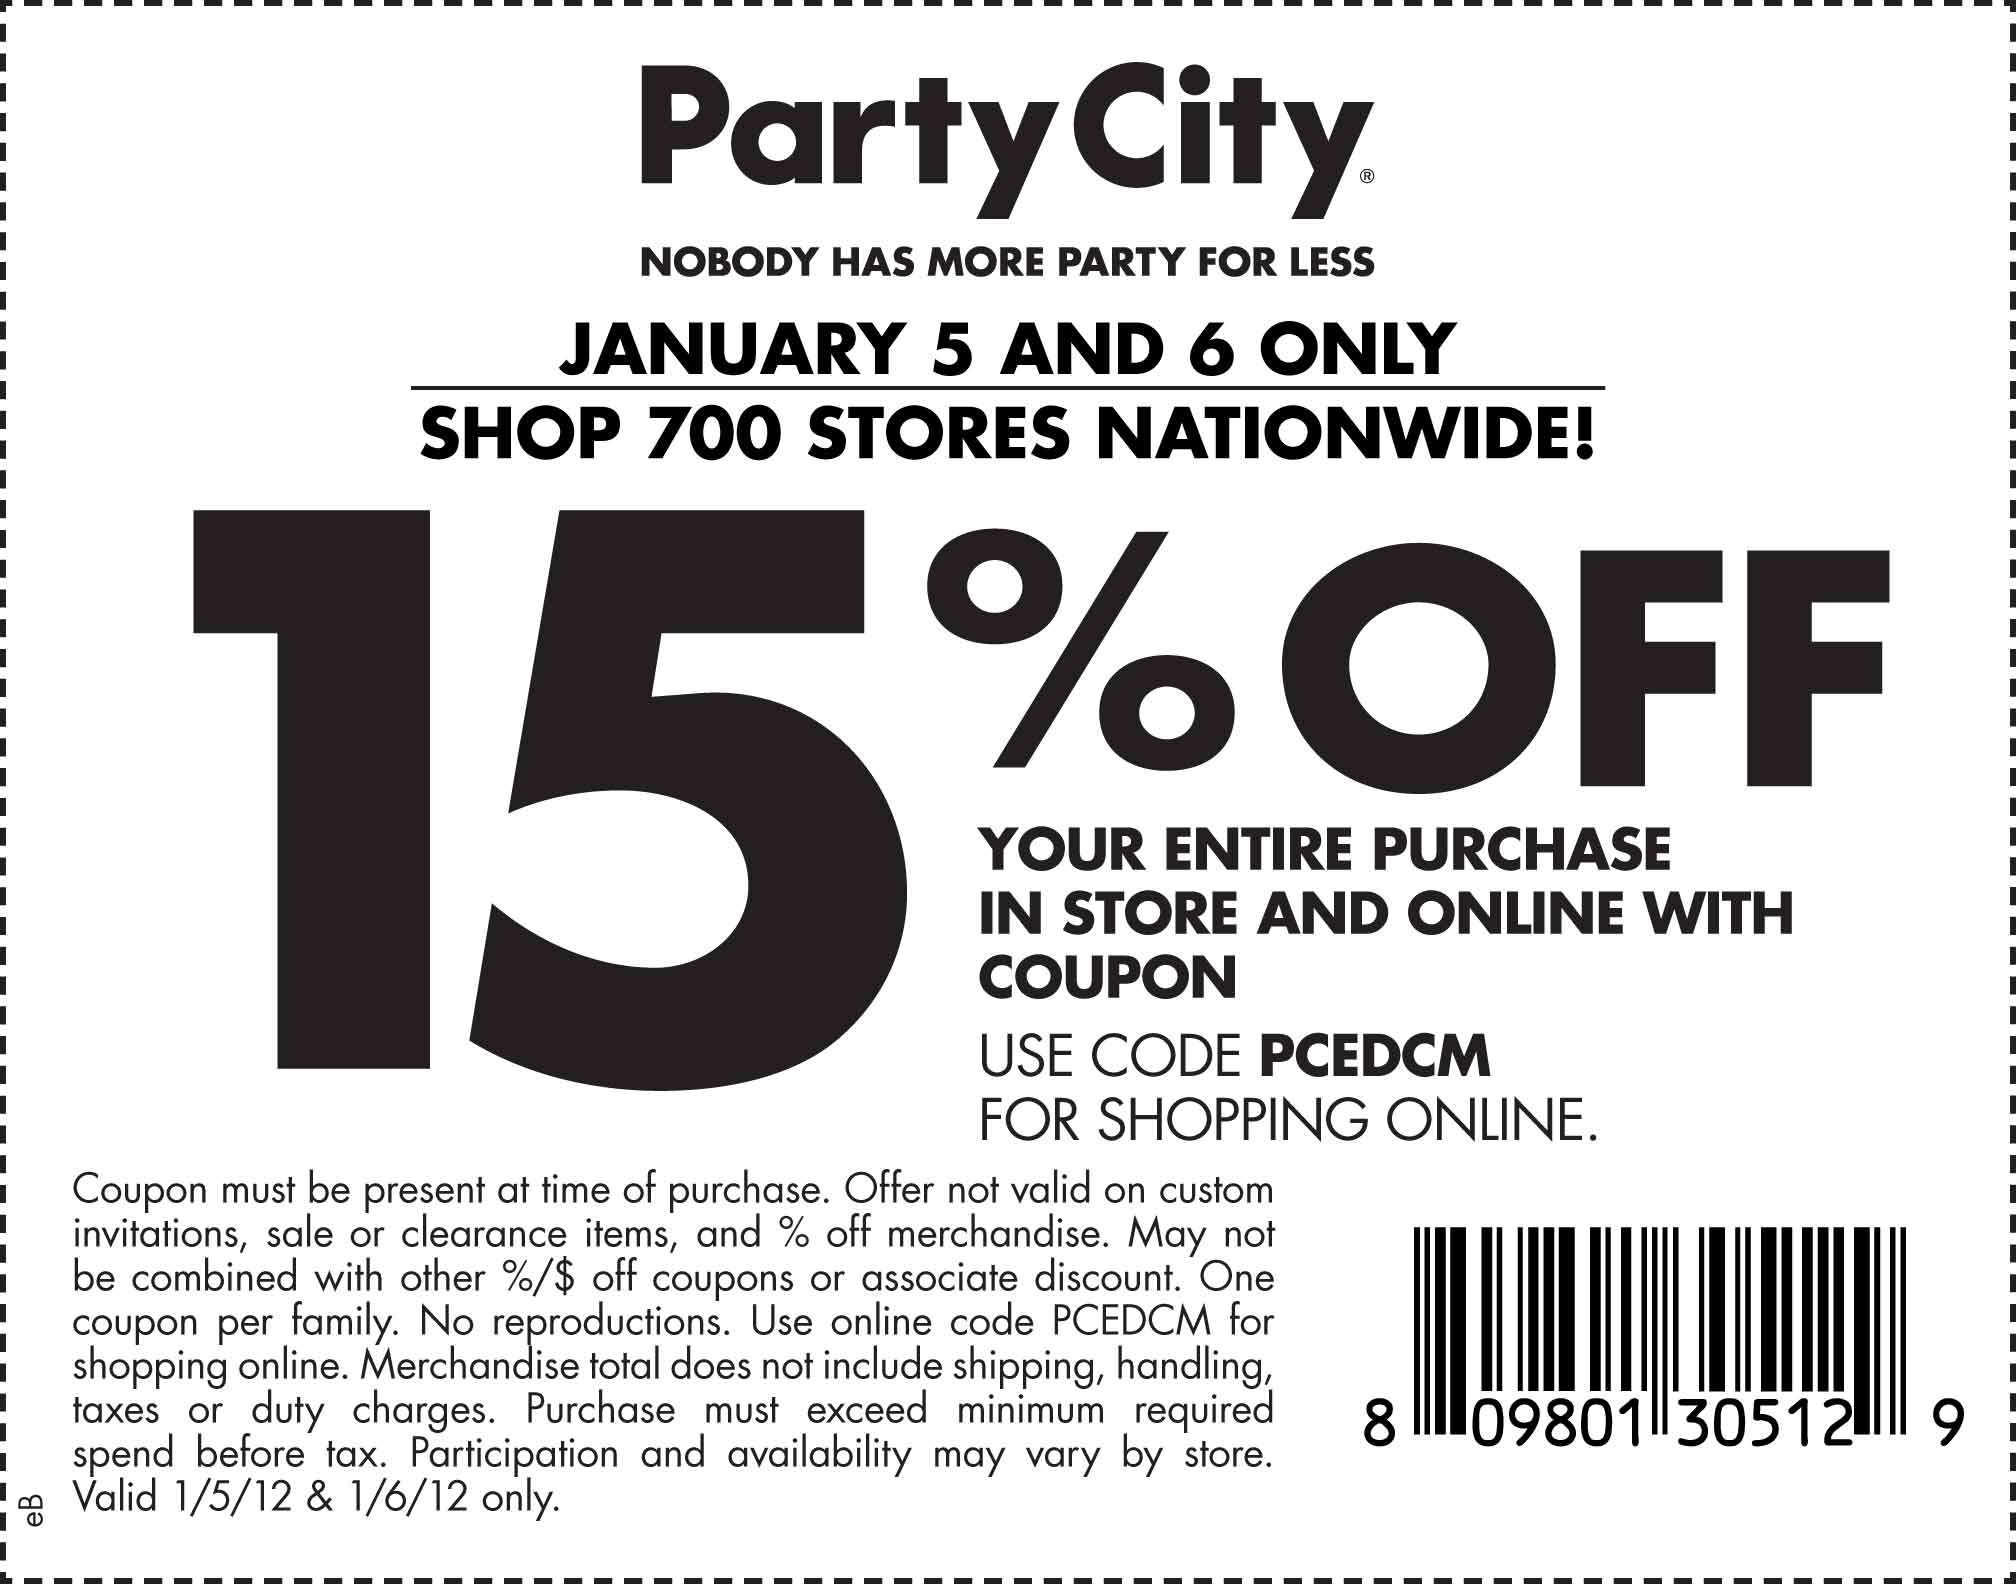 Party City®
NOBODY HAS MORE PARTY FOR LESS
JANUARY 5 AND 6 ONLY
SHOP 700 STORES NATIONWIDE!
15% OFF
YOUR ENTIRE PURCHASE
IN STORE AND ONLINE WITH
COUPON
USE CODE PCEDCM
FOR SHOPPING ONLINE.
Coupon must be present at time of purchase. Offer not valid on custom
invitations, sale or clearance items, and % off merchandise. May not
be combined with other %/$ off coupons or associate discount. One
coupon per family. No reproductions. Use online code PCEDCM for
shopping online. Merchandise total does not include shipping, handling,
taxes or duty charges. Purchase must exceed minimum required
spend before tax. Participation and availability may vary by store.
Valid 1/5/12 & 1/6/12 only.
eB
8 09801 30512 9